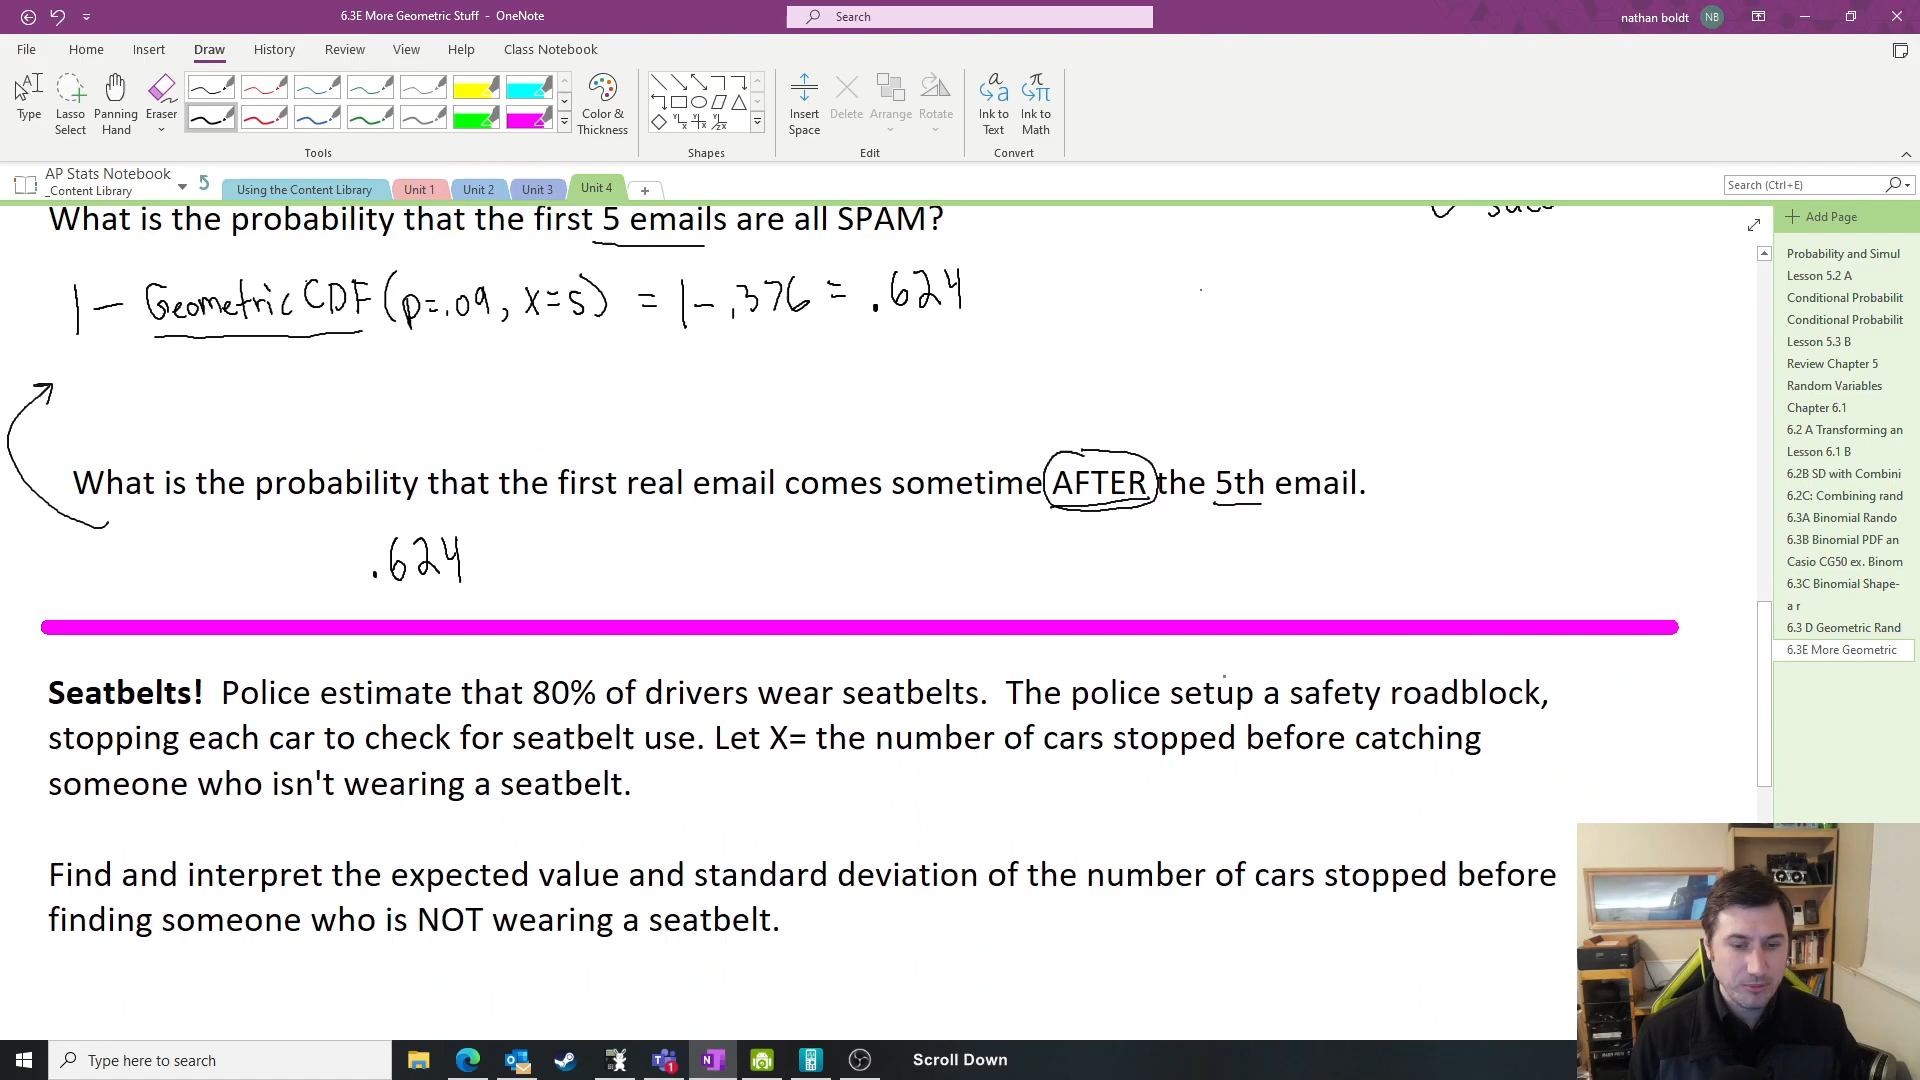 6.3E More Geometric Stuff - OneNote
Search
nathan boldt
NB
File Home Insert Draw History Review View Help Class Notebook
Type
Lasso Select
Panning Hand
Eraser
Color & Thickness
Insert Space
Delete
Arrange
Rotate
Ink to Text
Ink to Math
Tools
Shapes
Edit
Convert
AP Stats Notebook
_Content Library
Using the Content Library
Unit 1
Unit 2
Unit 3
Unit 4
Search (Ctrl+E)
What is the probability that the first 5 emails are all SPAM?
1 - Geometric CDF (p=.09, x=5) = 1 - .376 = .624
What is the probability that the first real email comes sometime AFTER the 5th email.
.624
Seatbelts! Police estimate that 80% of drivers wear seatbelts. The police setup a safety roadblock,
stopping each car to check for seatbelt use. Let X= the number of cars stopped before catching
someone who isn't wearing a seatbelt.
Find and interpret the expected value and standard deviation of the number of cars stopped before
finding someone who is NOT wearing a seatbelt.
Add Page
Probability and Simul
Lesson 5.2 A
Conditional Probabilit
Conditional Probabilit
Lesson 5.3 B
Review Chapter 5
Random Variables
Chapter 6.1
6.2 A Transforming an
Lesson 6.1 B
6.2B SD with Combini
6.2C: Combining rand
6.3A Binomial Rando
6.3B Binomial PDF an
Casio CG50 ex. Binom
6.3C Binomial Shape-
a r
6.3 D Geometric Rand
6.3E More Geometric
Type here to search
Scroll Down